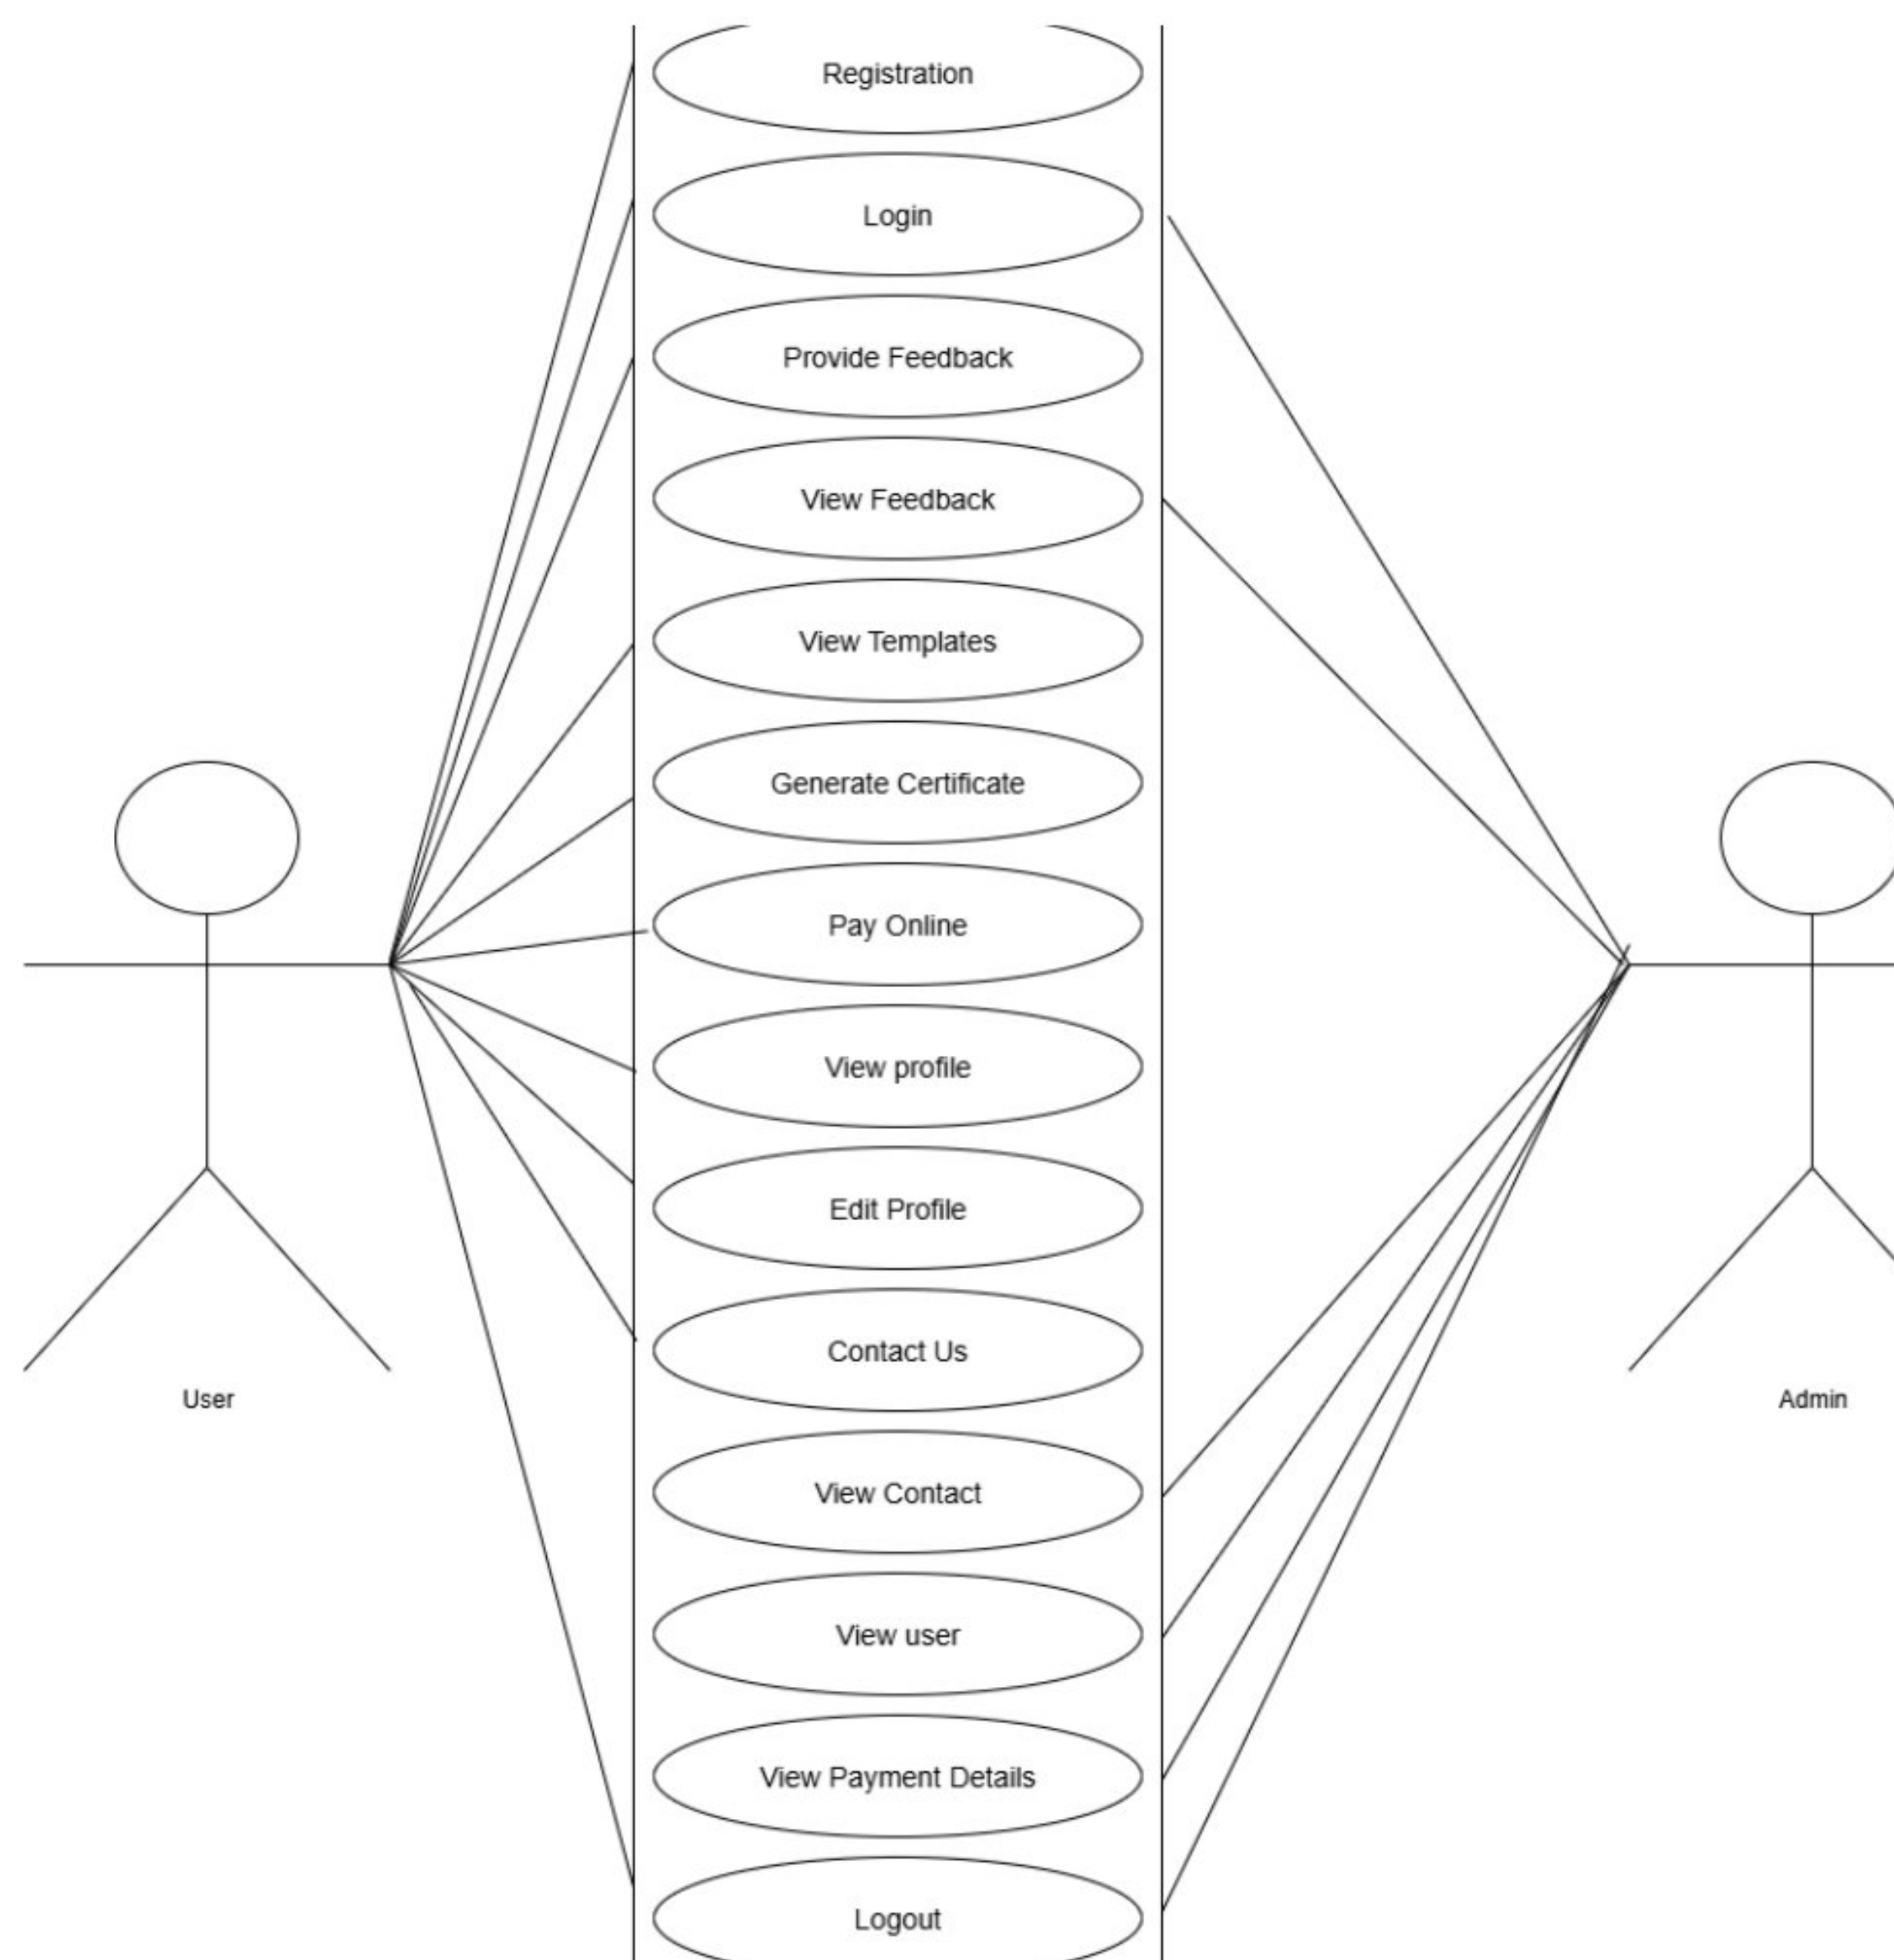 Registration
Login
Provide Feedback
View Feedback
View Templates
Generate Certificate
Pay Online
View profile
Edit Profile
Contact Us
User
Admin
View Contact
View user
View Payment Details
Logout